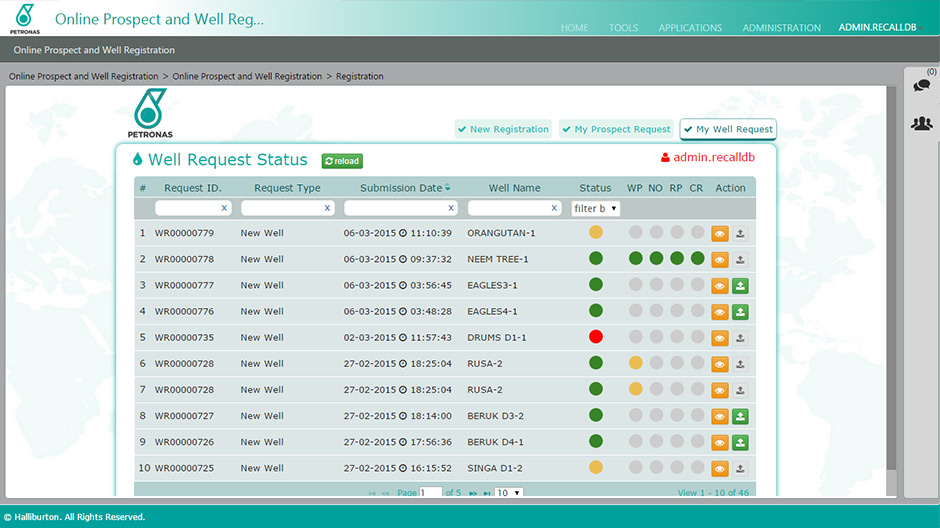 Online Prospect and Well Reg...
PETRONAS
HOME TOOLS APPLICATIONS ADMINISTRATION ADMIN.RECALLDB
Online Prospect and Well Registration
(0)
Online Prospect and Well Registration > Online Prospect and Well Registration > Registration
PETRONAS
New Registration My Prospect Request My Well Request
Well Request Status reload admin.recalldb
# Request ID. Request Type Submission Date Well Name Status WP NO RP CR Action
x x x x filter b
1 WR00000779 New Well 06-03-2015 11:10:39 ORANGUTAN-1
2 WR00000778 New Well 06-03-2015 09:37:32 NEEM TREE-1
3 WR00000777 New Well 06-03-2015 03:56:45 EAGLES3-1
4 WR00000776 New Well 06-03-2015 03:48:28 EAGLES4-1
5 WR00000735 New Well 02-03-2015 11:57:43 DRUMS D1-1
6 WR00000728 New Well 27-02-2015 18:25:04 RUSA-2
7 WR00000728 New Well 27-02-2015 18:25:04 RUSA-2
8 WR00000727 New Well 27-02-2015 18:14:00 BERUK D3-2
9 WR00000726 New Well 27-02-2015 17:56:36 BERUK D4-1
10 WR00000725 New Well 27-02-2015 16:15:52 SINGA D1-2
Page 1 of 5 10 View 1 - 10 of 46
© Halliburton. All Rights Reserved.